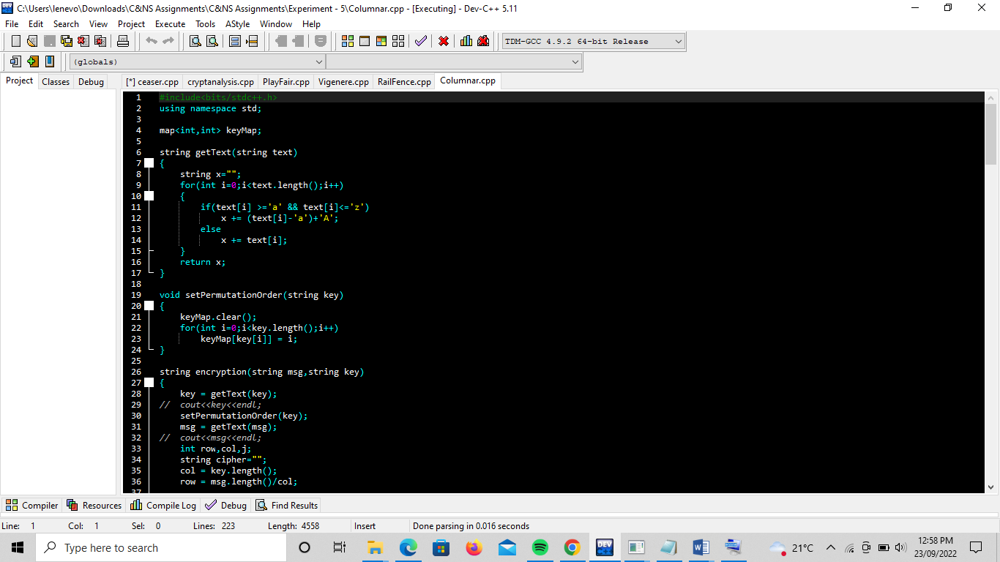 C:\Users\lenevo\Downloads\C&NS Assignments\C&NS Assignments\Experiment - 5\Columnar.cpp - [Executing] - Dev-C++ 5.11
File Edit Search View Project Execute Tools AStyle Window Help
TDM-GCC 4.9.2 64-bit Release
(globals)
Project Classes Debug [*] ceaser.cpp cryptanalysis.cpp PlayFair.cpp Vigenere.cpp RailFence.cpp Columnar.cpp
1 #include<bits/stdc++.h>
2 using namespace std;
3
4 map<int,int> keyMap;
5
6 string getText(string text)
7 {
8 string x="";
9 for(int i=0;i<text.length();i++)
10 {
11 if(text[i] >='a' && text[i]<='z')
12 x += (text[i]-'a')+'A';
13 else
14 x += text[i];
15 }
16 return x;
17 }
18
19 void setPermutationOrder(string key)
20 {
21 keyMap.clear();
22 for(int i=0;i<key.length();i++)
23 keyMap[key[i]] = i;
24 }
25
26 string encryption(string msg,string key)
27 {
28 key = getText(key);
29 // cout<<key<<endl;
30 setPermutationOrder(key);
31 msg = getText(msg);
32 // cout<<msg<<endl;
33 int row,col,j;
34 string cipher="";
35 col = key.length();
36 row = msg.length()/col;
37
Compiler Resources Compile Log Debug Find Results
Line: 1 Col: 1 Sel: 0 Lines: 223 Length: 4558 Insert Done parsing in 0.016 seconds
Type here to search
DEV
21°C
12:58 PM
23/09/2022